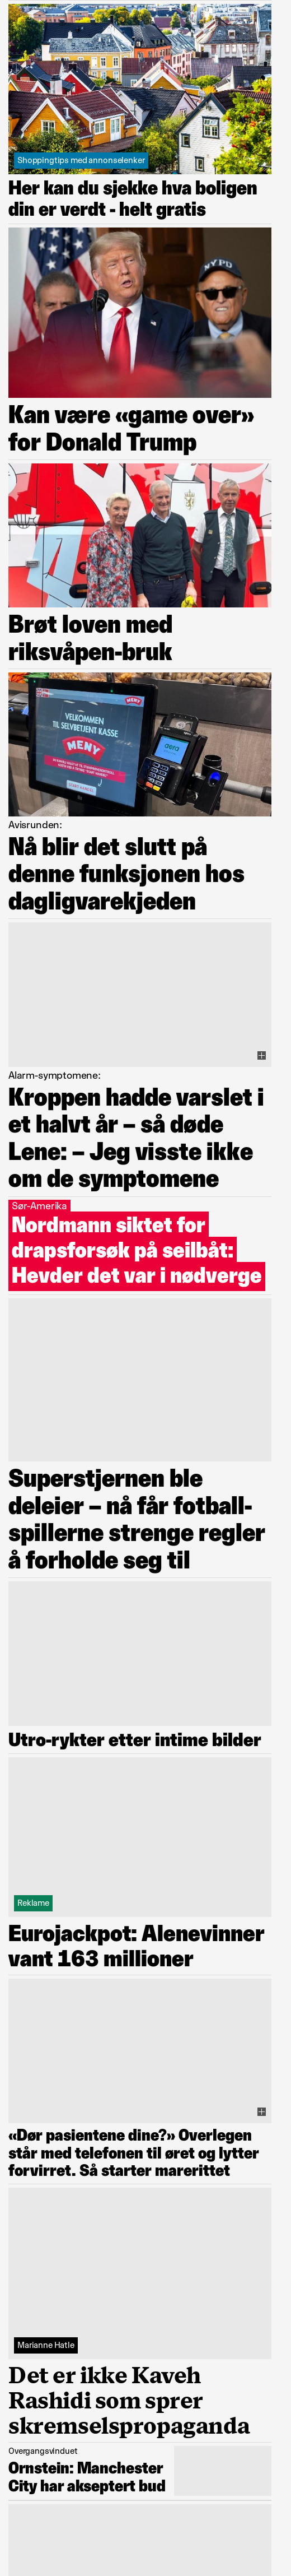 Shoppingtips med annonselenker
Her kan du sjekke hva boligen
din er verdt - helt gratis
NYPD
Kan være «game over»
for Donald Trump
Brøt loven med
riksvåpen-bruk
VELKOMMEN
TIL SELVBETJENT KASSE
MENY
MENY
aera
Avisrunden:
Nå blir det slutt på
denne funksjonen hos
dagligvarekjeden
Alarm-symptomene:
Kroppen hadde varslet i
et halvt år – så døde
Lene: – Jeg visste ikke
om de symptomene
Sør-Amerika
Nordmann siktet for
drapsforsøk på seilbåt:
Hevder det var i nødverge
Superstjernen ble
deleier – nå får fotball-
spillerne strenge regler
å forholde seg til
Utro-rykter etter intime bilder
Reklame
Eurojackpot: Alenevinner
vant 163 millioner
«Dør pasientene dine?» Overlegen
står med telefonen til øret og lytter
forvirret. Så starter marerittet
Marianne Hatle
Det er ikke Kaveh
Rashidi som sprer
skremselspropaganda
Overgangsvinduet
Ornstein: Manchester
City har akseptert bud